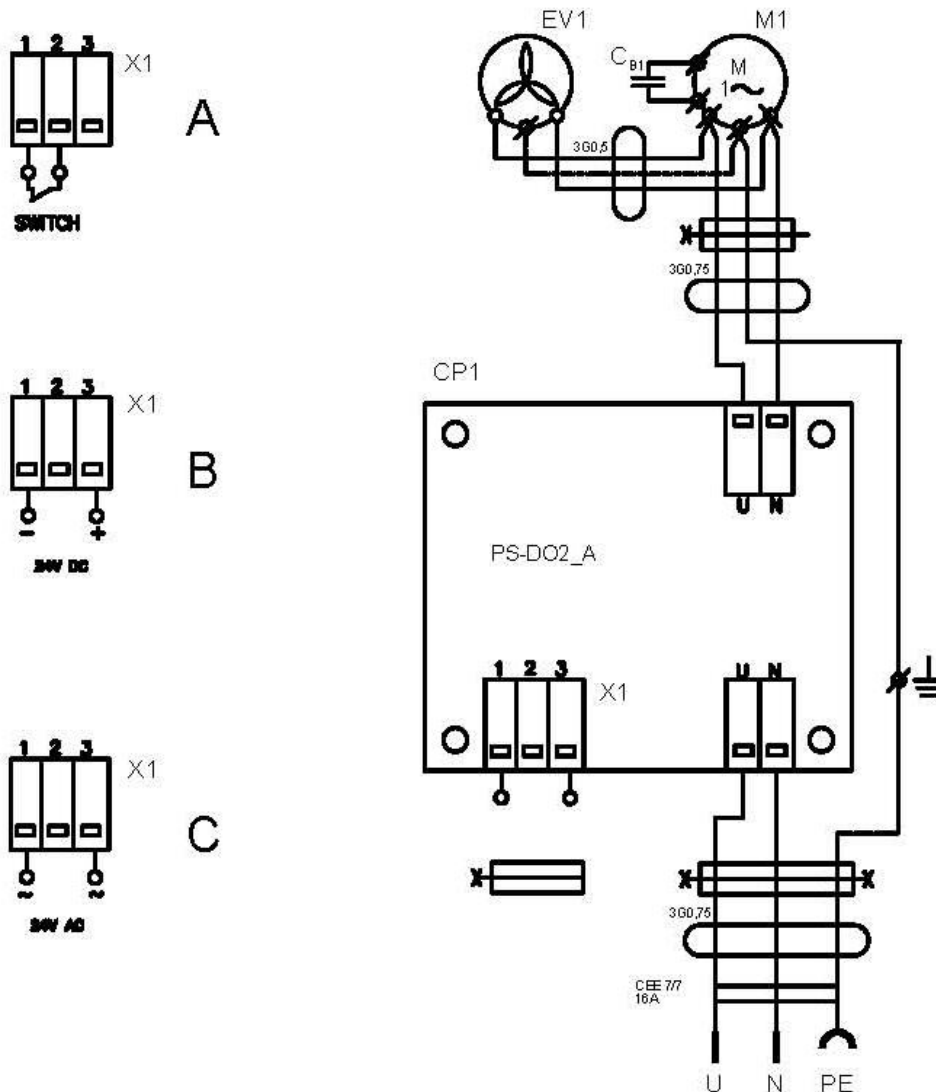 1 2 3
X1
A
SWITCH
1 2 3
X1
B
- +
24V DC
1 2 3
X1
C
~ ~
24V AC
EV1
M1
C B1
M
1 ~
3G0,5
3G0,75
CP1
U N
PS-DO2_A
1 2 3
X1
U N
3G0,75
CEE 7/7
16A
U N PE